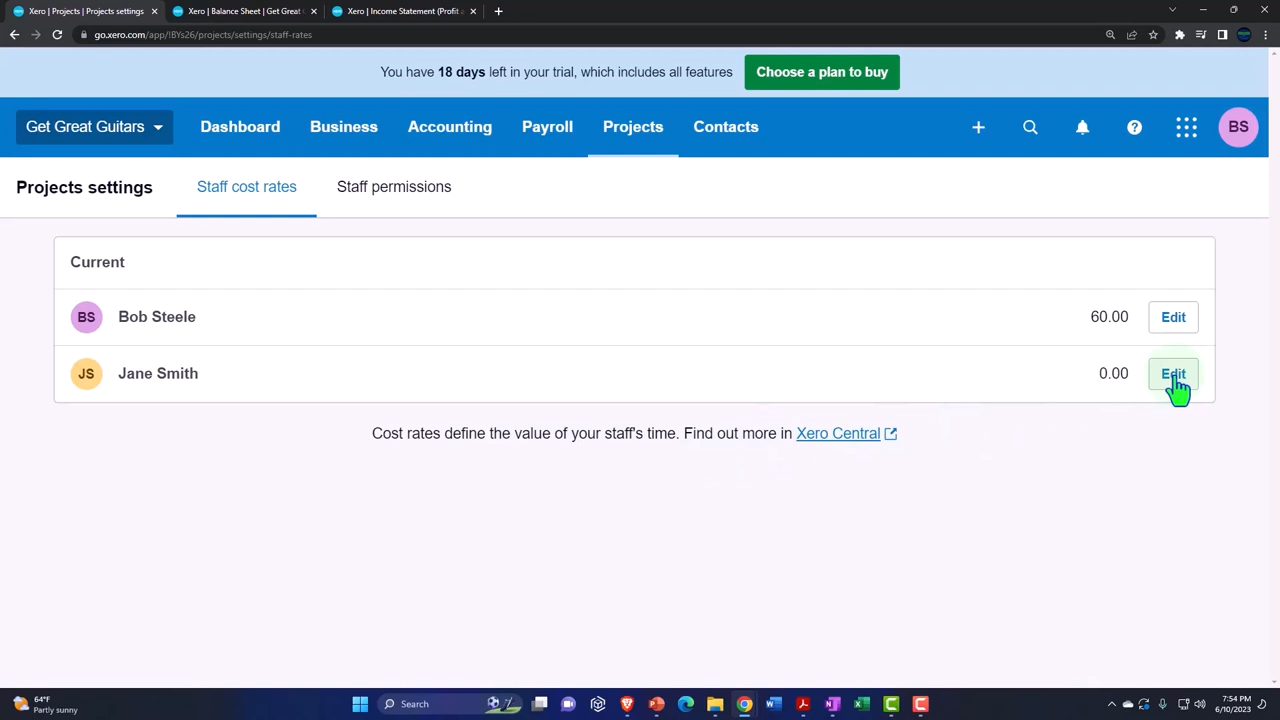 Xero | Projects | Projects settings
Xero | Balance Sheet | Get Great G
Xero | Income Statement (Profit a
go.xero.com/app/!8Ys26/projects/settings/staff-rates
You have 18 days left in your trial, which includes all features
Choose a plan to buy
Get Great Guitars
Dashboard
Business
Accounting
Payroll
Projects
Contacts
BS
Projects settings
Staff cost rates
Staff permissions
Current
BS
Bob Steele
60.00
Edit
JS
Jane Smith
0.00
Edit
Cost rates define the value of your staff's time. Find out more in Xero Central
64°F
Partly sunny
Search
7:54 PM
6/10/2023